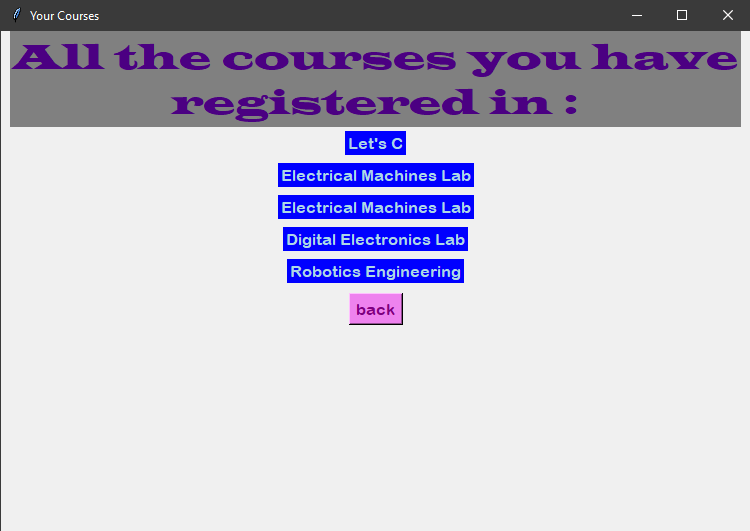 Your Courses
All the courses you have
registered in :
Let's C
Electrical Machines Lab
Electrical Machines Lab
Digital Electronics Lab
Robotics Engineering
back